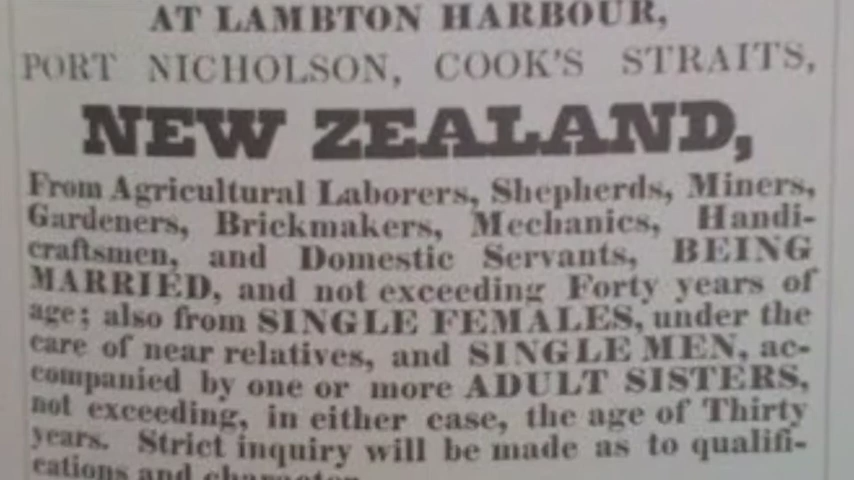 AT LAMBTON HARBOUR,
PORT NICHOLSON, COOK'S STRAITS,
NEW ZEALAND,
From Agricultural Laborers, Shepherds, Miners,
Gardeners, Brickmakers, Mechanics, Handi-
craftsmen, and Domestic Servants, BEING
MARRIED, and not exceeding Forty years of
age; also from SINGLE FEMALES, under the
care of near relatives, and SINGLE MEN, ac-
companied by one or more ADULT SISTERS,
not exceeding, in either case, the age of Thirty
years. Strict inquiry will be made as to qualifi-
cations and character.